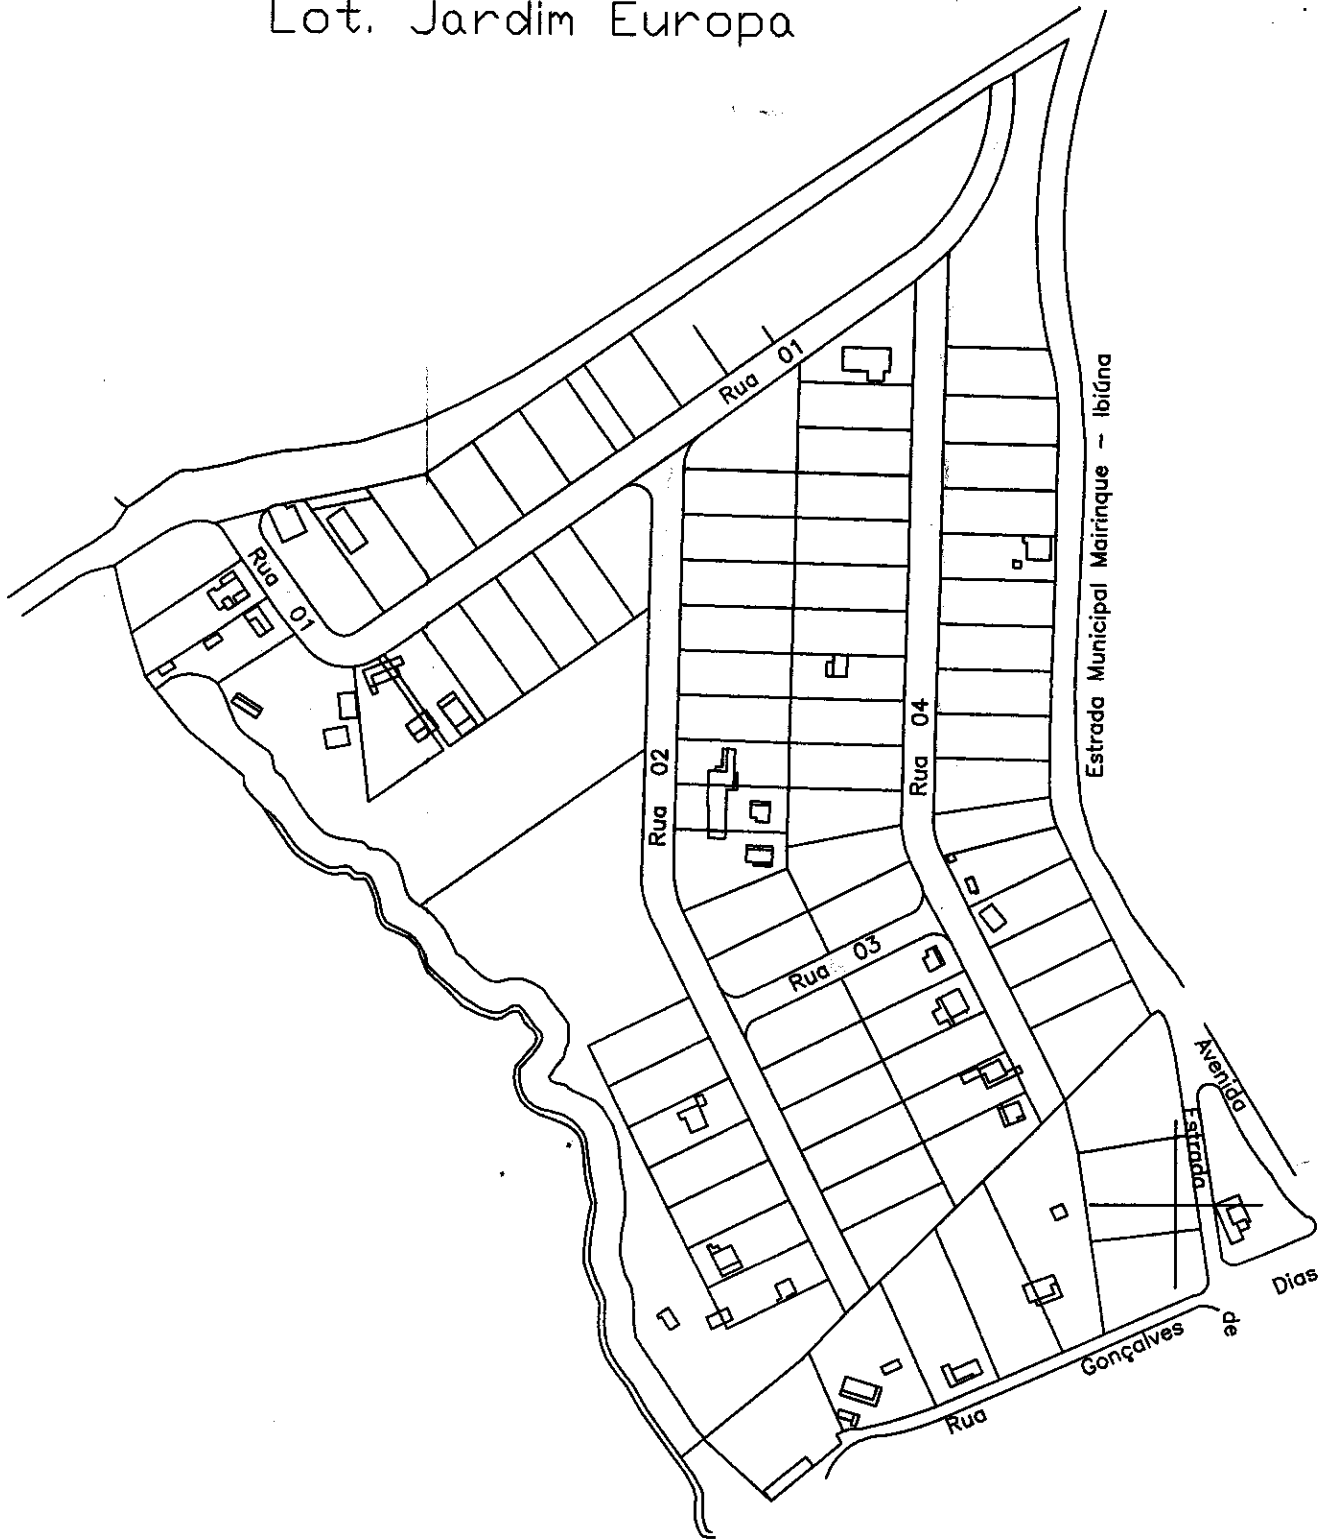 Lot. Jardim Europa
Rua 01
Estrada Municipal Mairinque - Ibiúna
Rua 01
Rua 04
Rua 02
Rua 03
Avenida
Estrada
Rua Gonçalves de Dias